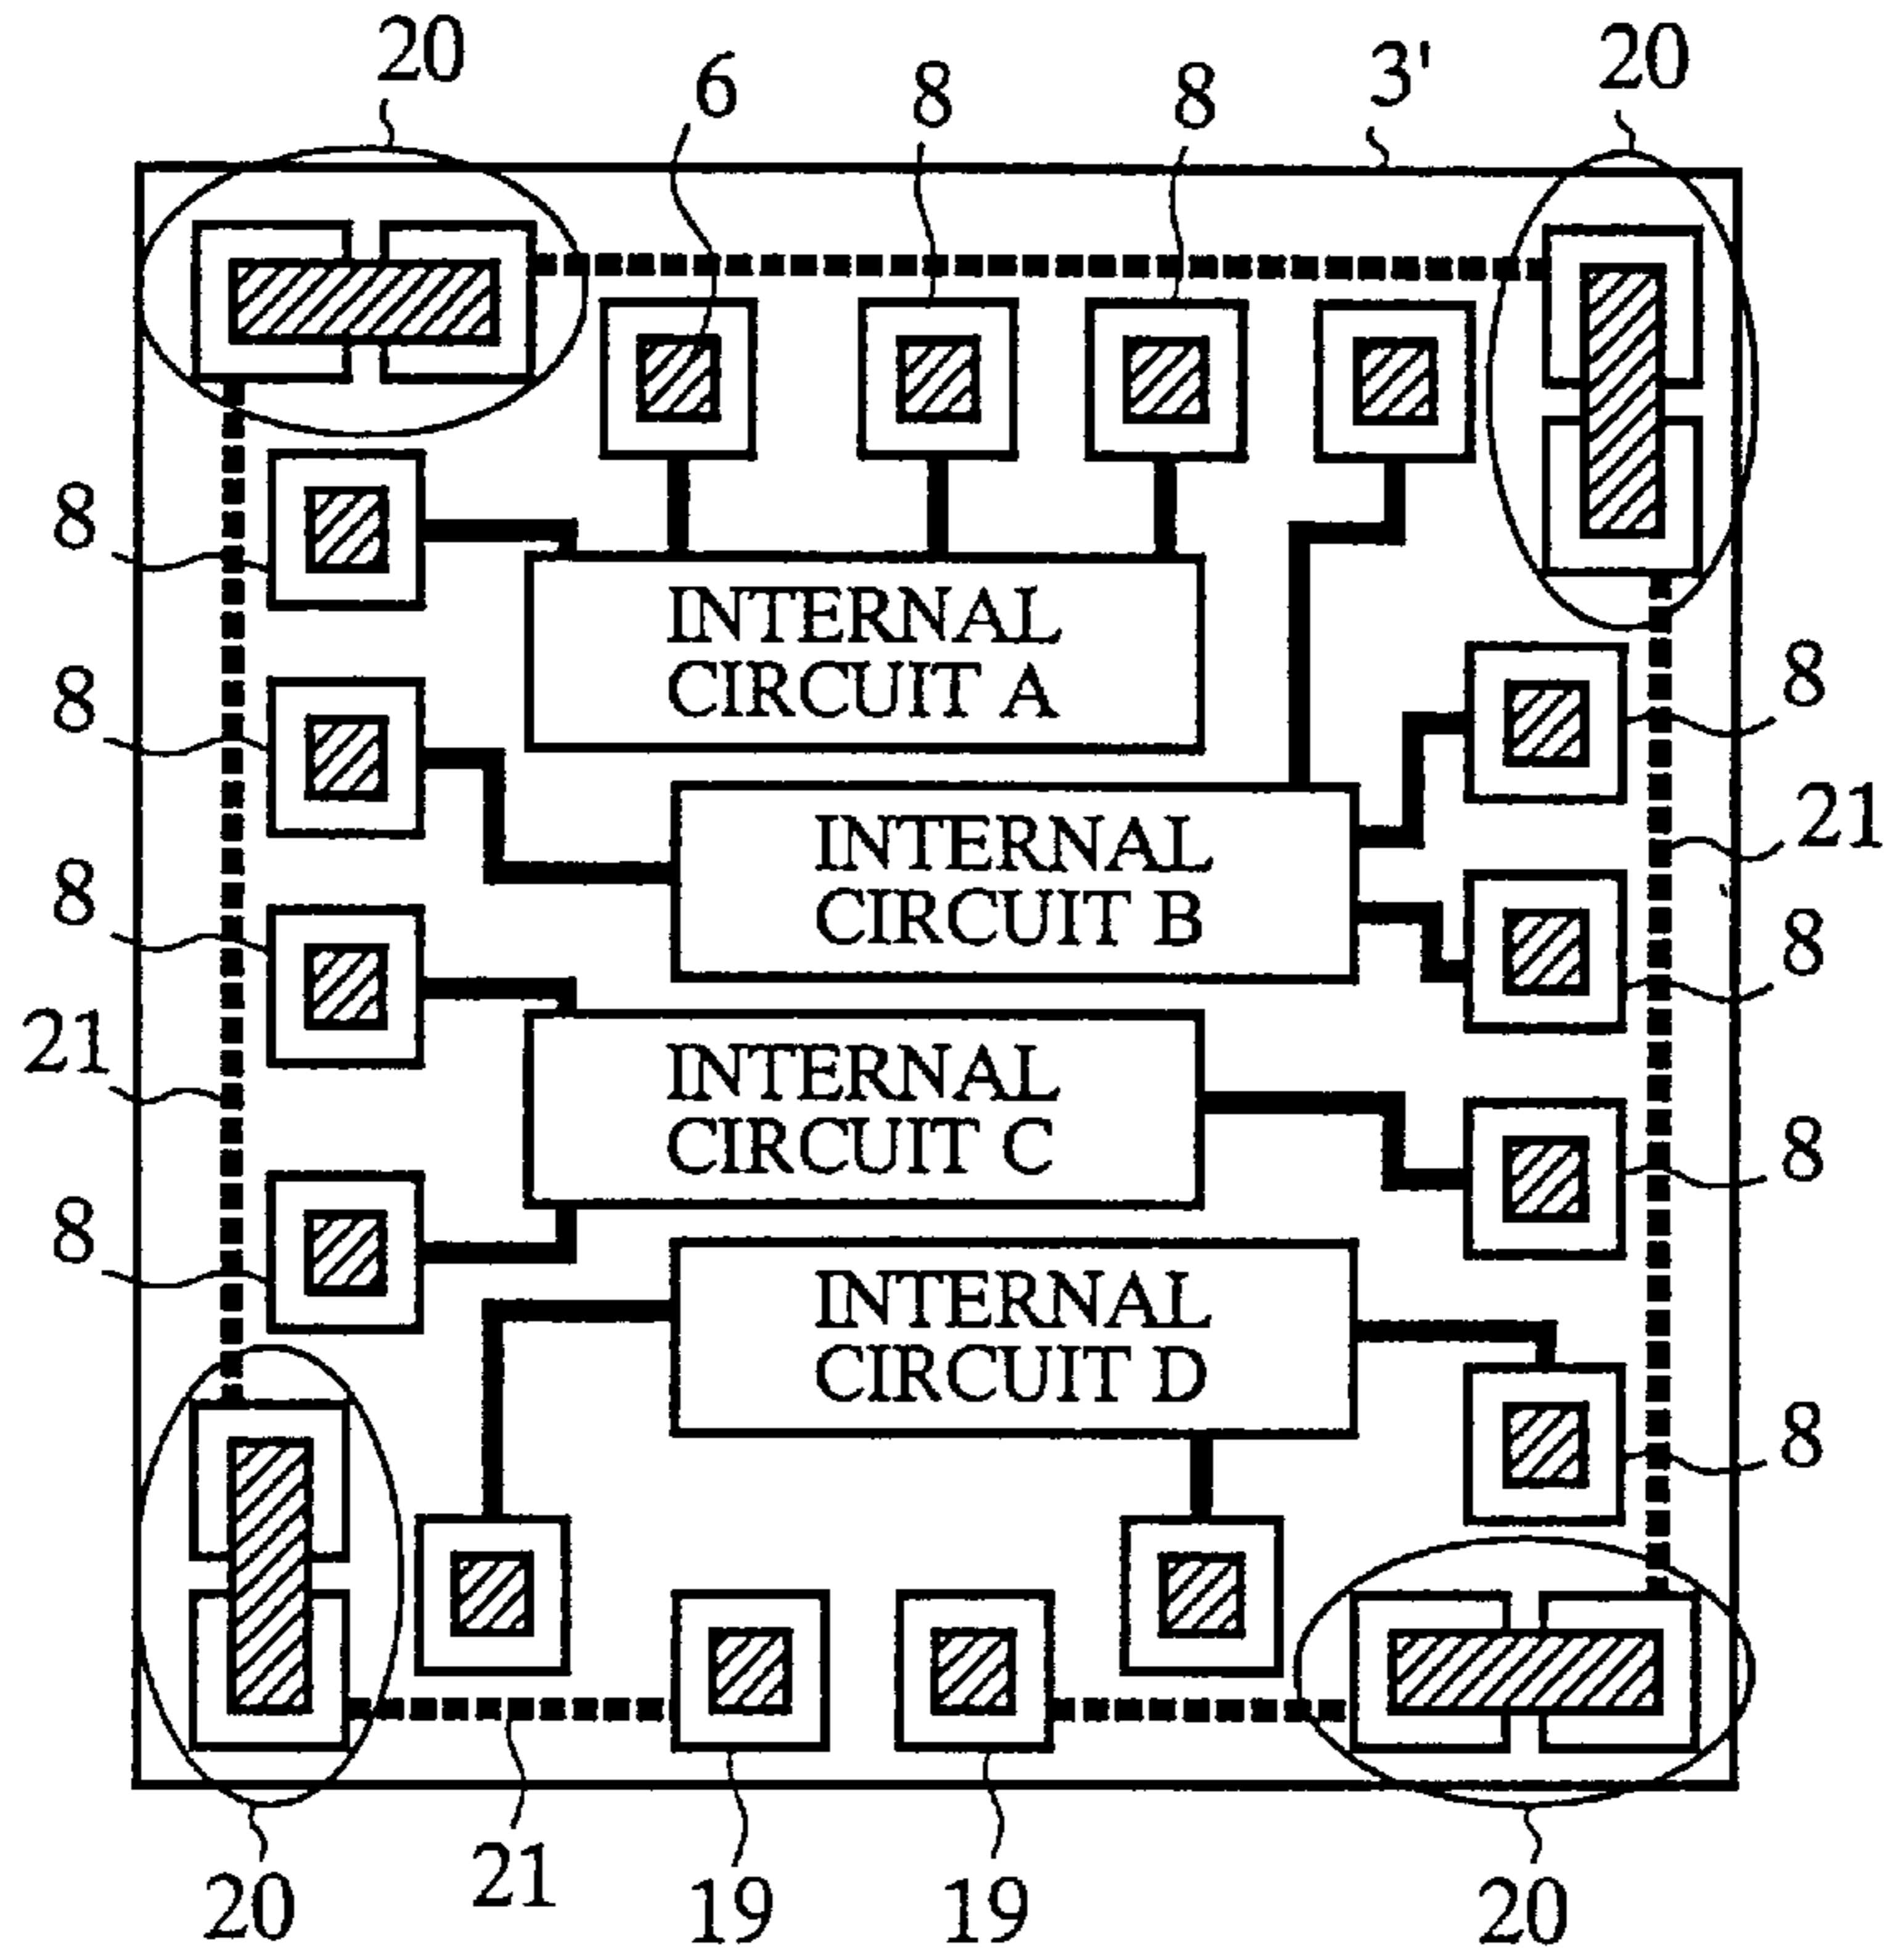 20 6 8 8 3' 20
8
INTERNAL
CIRCUIT A
8 8
21
INTERNAL
CIRCUIT B
8 8
21
INTERNAL
CIRCUIT C
8
8
INTERNAL
CIRCUIT D
8
20 21 19 19 20